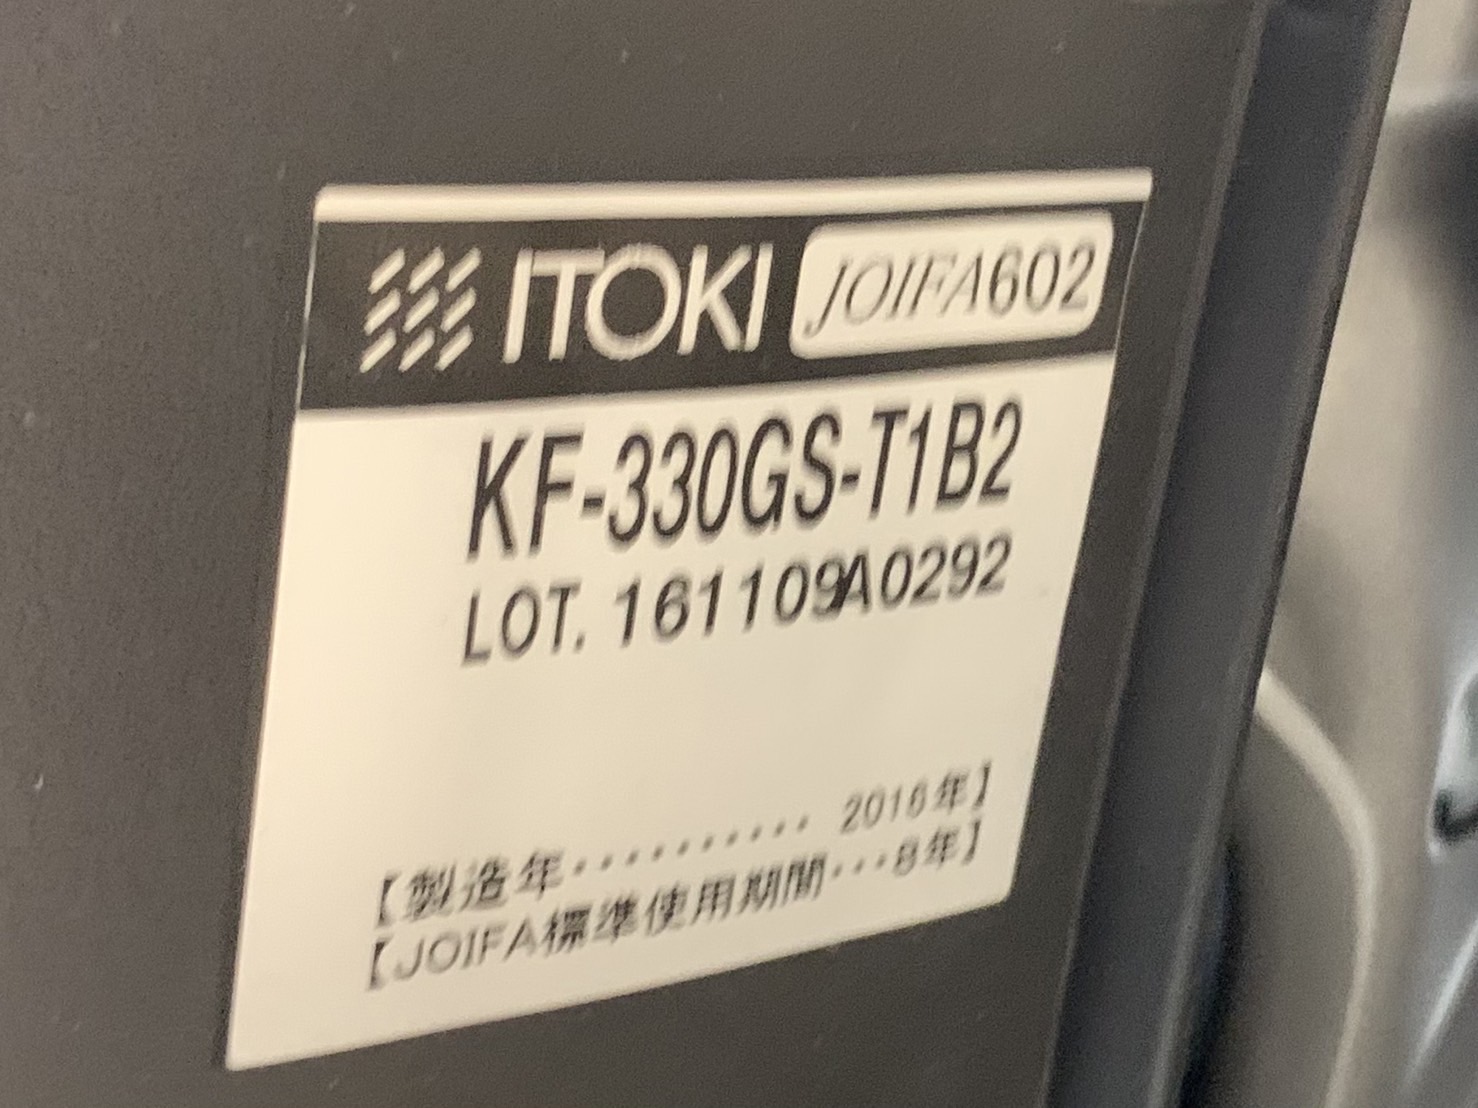 ITOKI JOIFA602
KF-330GS-T1B2
LOT. 161109A0292
【製造年・・・・・・・・・・ 2016年】
【JOIFA標準使用期間・・・8年】